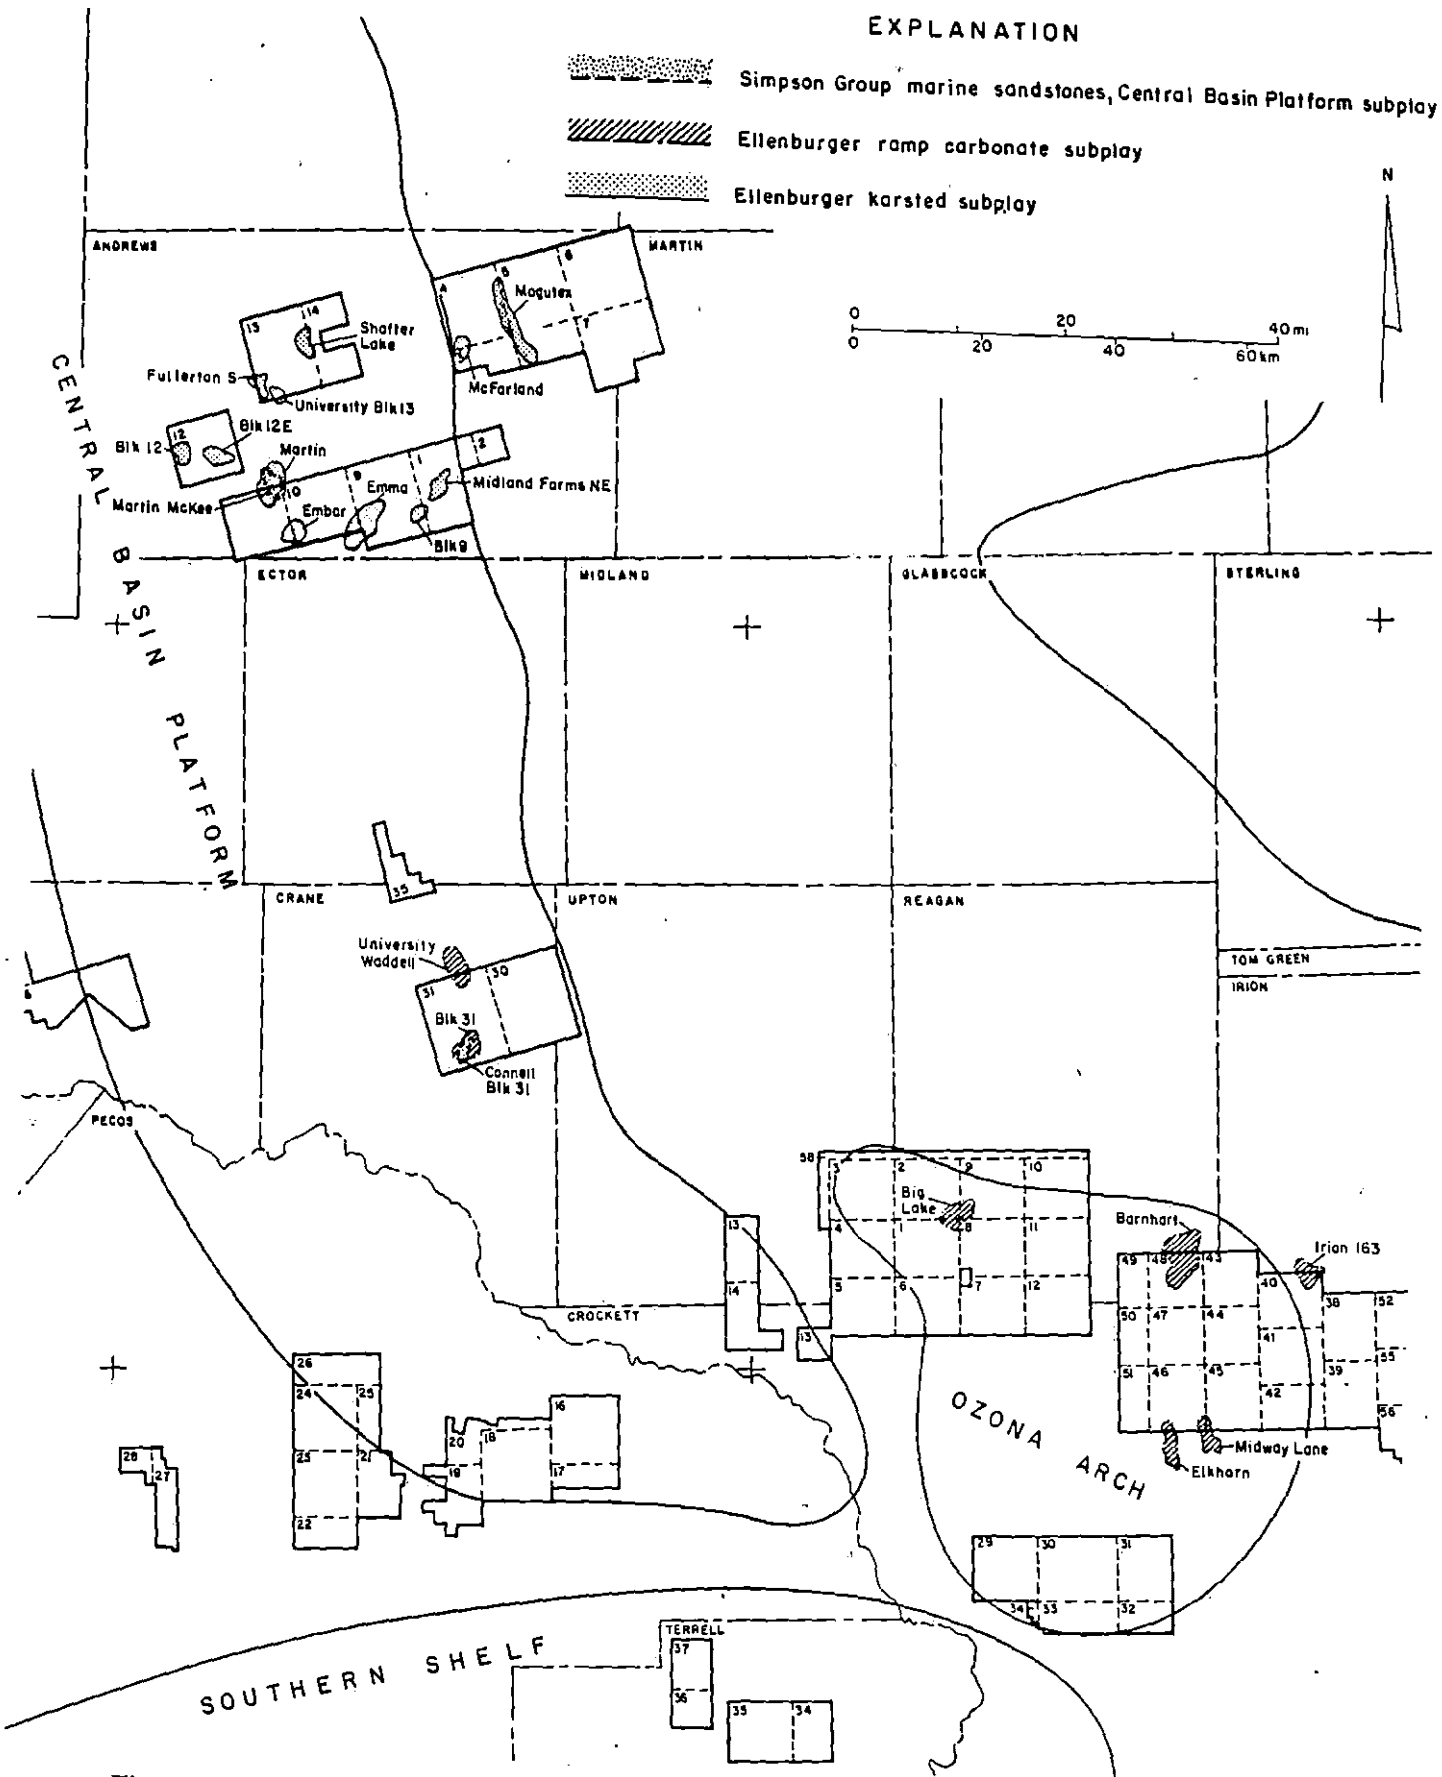 EXPLANATION
Simpson Group marine sandstones, Central Basin Platform subplay
Ellenburger ramp carbonate subplay
Ellenburger karsted subplay
N
0 20 40 mi
0 20 40 60 km
ANDREWS
MARTIN
4
5
6
7
Magutex
McFarland
13
14
Shafter
Lake
Fullerton S
University Blk 13
12
Blk 12
Blk 12E
Martin
Martin McKee
10
Embar
9
Emma
1
2
Midland Farms NE
Blk 9
CENTRAL BASIN PLATFORM
ECTOR
MIDLAND
GLASSCOCK
STERLING
35
CRANE
UPTON
REAGAN
TOM GREEN
IRION
University
Waddell
31
30
Blk 31
Connell
Blk 31
PECOS
58
3
2
9
10
Big
Lake
4
1
8
11
5
6
7
12
13
14
13
CROCKETT
Barnhart
Irion 163
49
48
43
40
38
52
50
47
44
41
51
46
45
42
39
55
56
Midway Lane
Elkhorn
OZONA
ARCH
26
24
25
23
21
22
28
27
20
18
16
19
17
29
30
31
34
33
32
SOUTHERN SHELF
TERRELL
37
36
35
34